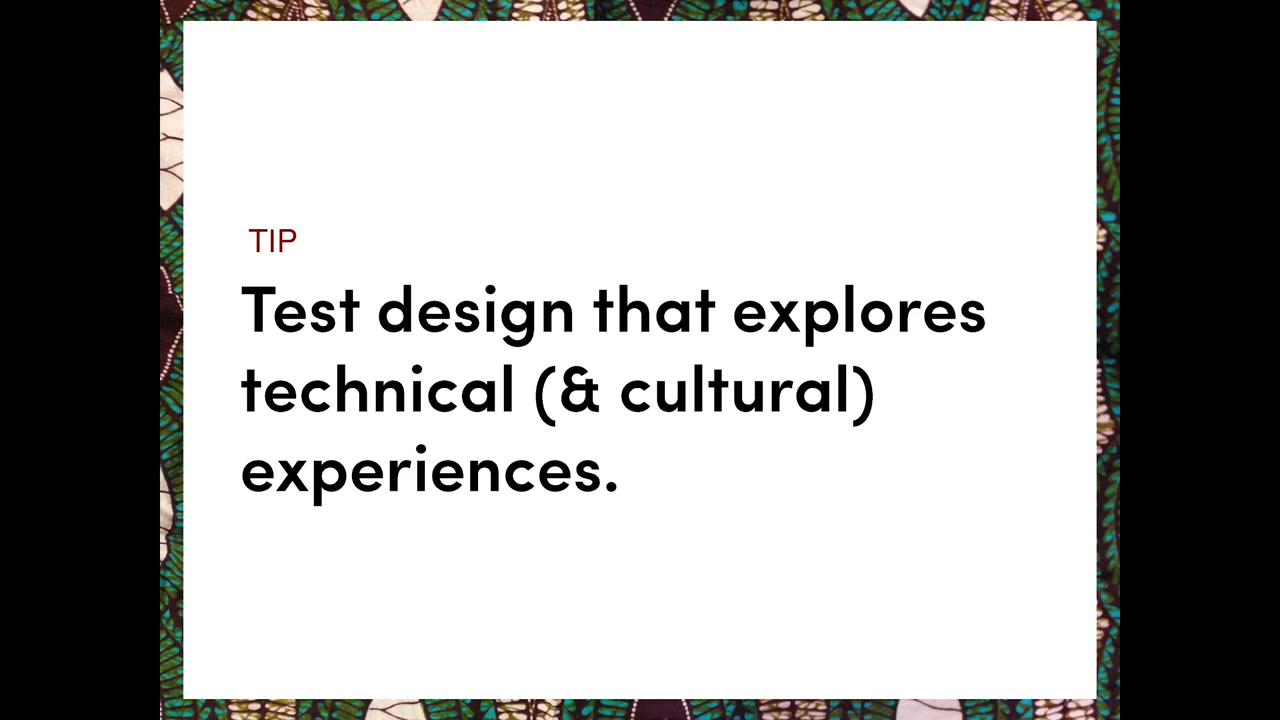 TIP
Test design that explores
technical (& cultural)
experiences.